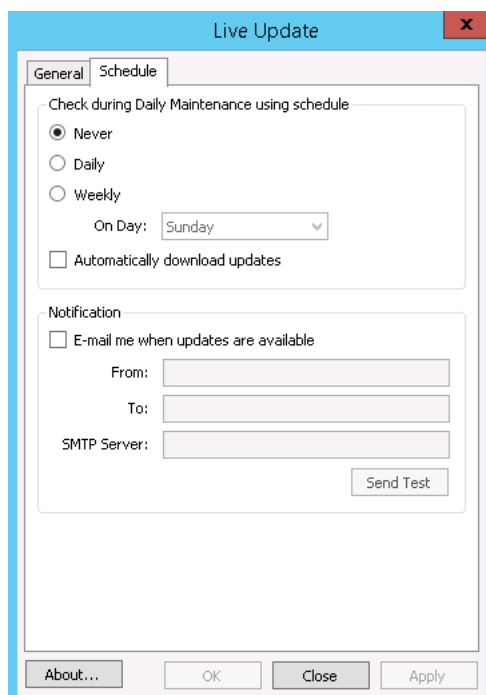 Live Update
x
General Schedule
Check during Daily Maintenance using schedule
Never
Daily
Weekly
On Day: Sunday
Automatically download updates
Notification
E-mail me when updates are available
From:
To:
SMTP Server:
Send Test
About... OK Close Apply